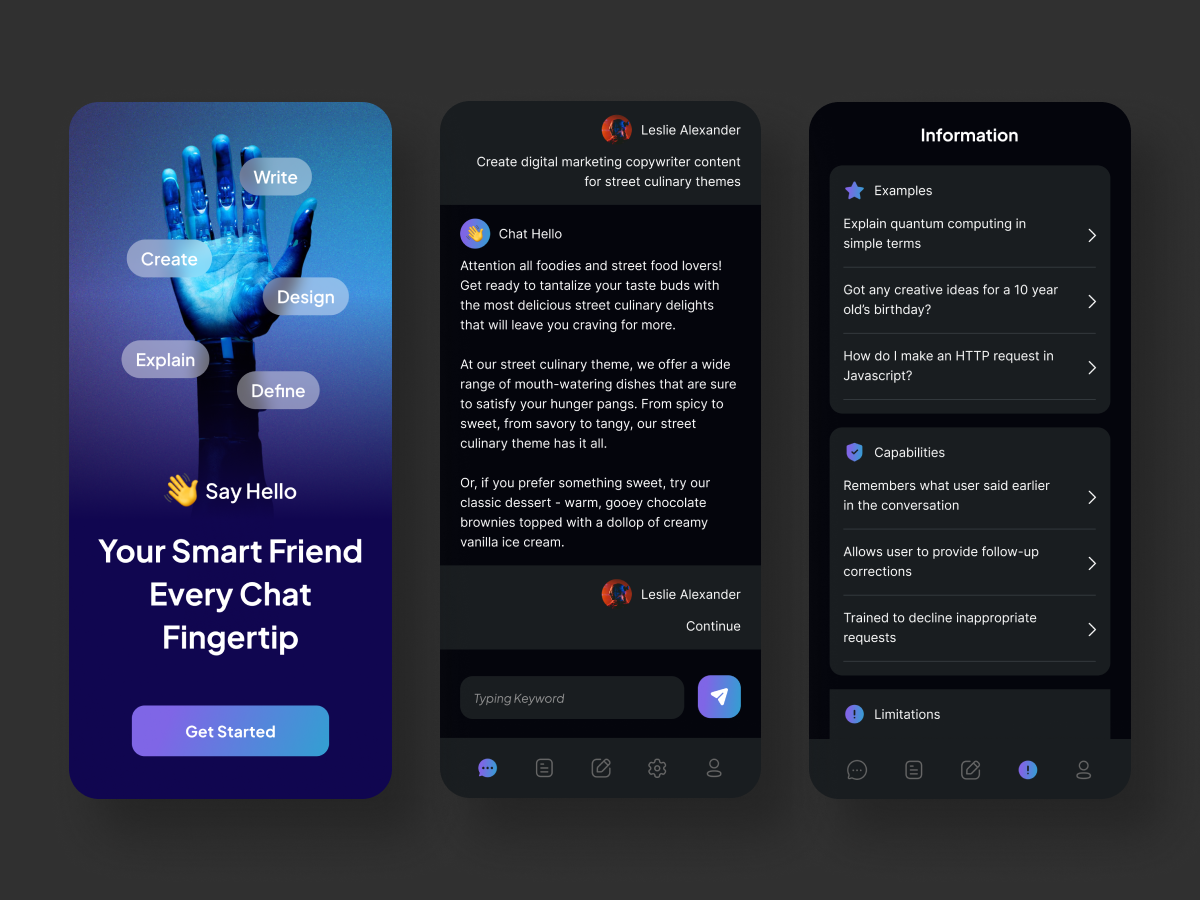 Write
Create
Design
Explain
Define
Say Hello
Your Smart Friend
Every Chat
Fingertip
Get Started
Leslie Alexander
Create digital marketing copywriter content
for street culinary themes
Chat Hello
Attention all foodies and street food lovers!
Get ready to tantalize your taste buds with
the most delicious street culinary delights
that will leave you craving for more.
At our street culinary theme, we offer a wide
range of mouth-watering dishes that are sure
to satisfy your hunger pangs. From spicy to
sweet, from savory to tangy, our street
culinary theme has it all.
Or, if you prefer something sweet, try our
classic dessert - warm, gooey chocolate
brownies topped with a dollop of creamy
vanilla ice cream.
Leslie Alexander
Continue
Typing Keyword
Information
Examples
Explain quantum computing in
simple terms
Got any creative ideas for a 10 year
old’s birthday?
How do I make an HTTP request in
Javascript?
Capabilities
Remembers what user said earlier
in the conversation
Allows user to provide follow-up
corrections
Trained to decline inappropriate
requests
Limitations